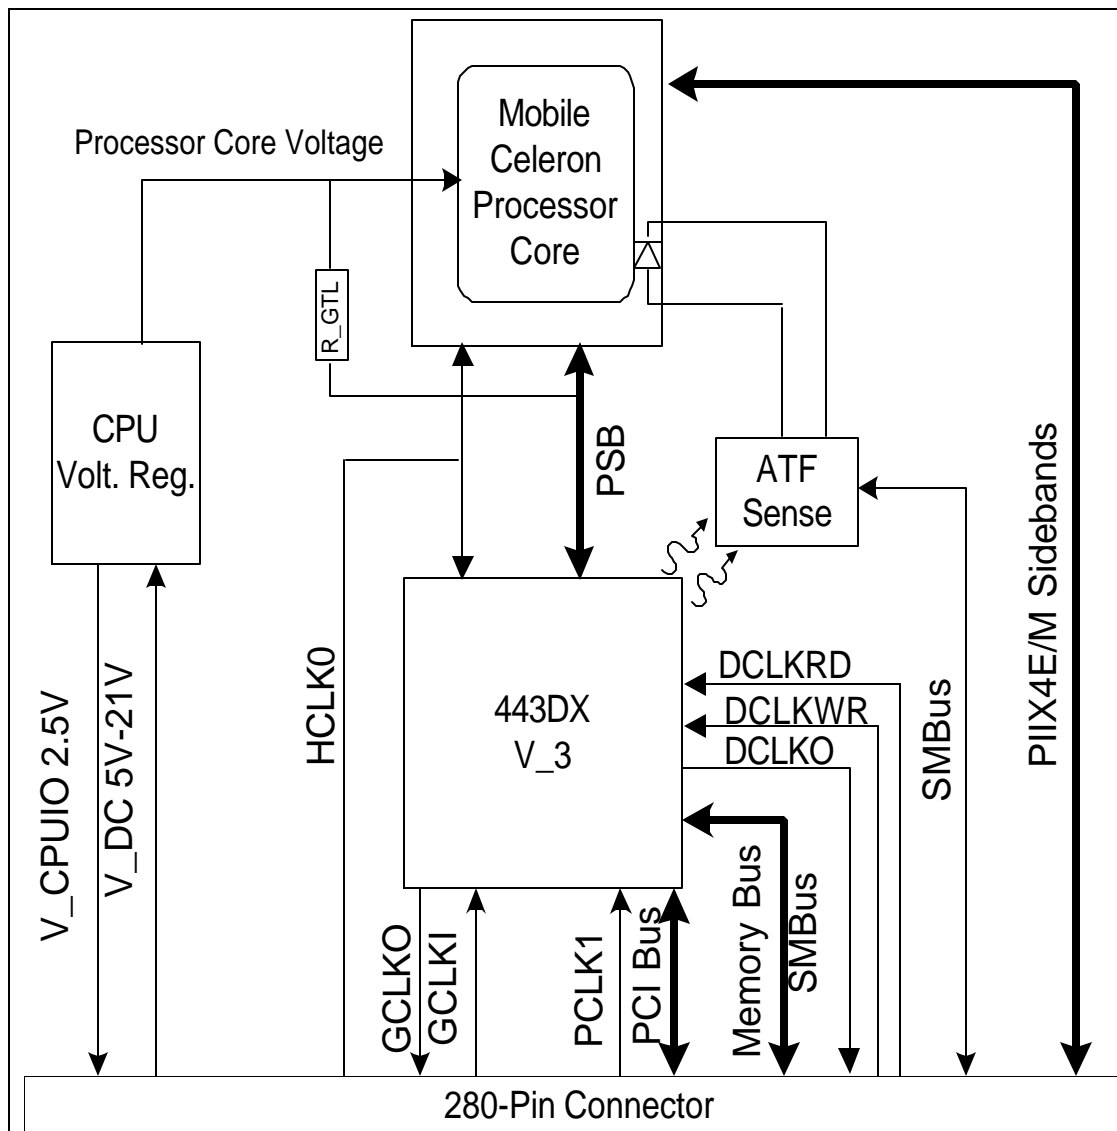 Mobile
Celeron
Processor
Core
Processor Core Voltage
R_GTL
CPU
Volt. Reg.
PSB
ATF
Sense
PIIX4E/M Sidebands
HCLK0
443DX
V_3
DCLKRD
DCLKWR
DCLKO
SMBus
V_CPUIO 2.5V
V_DC 5V-21V
GCLKO
GCLKI
PCLK1
PCI Bus
Memory Bus
SMBus
280-Pin Connector